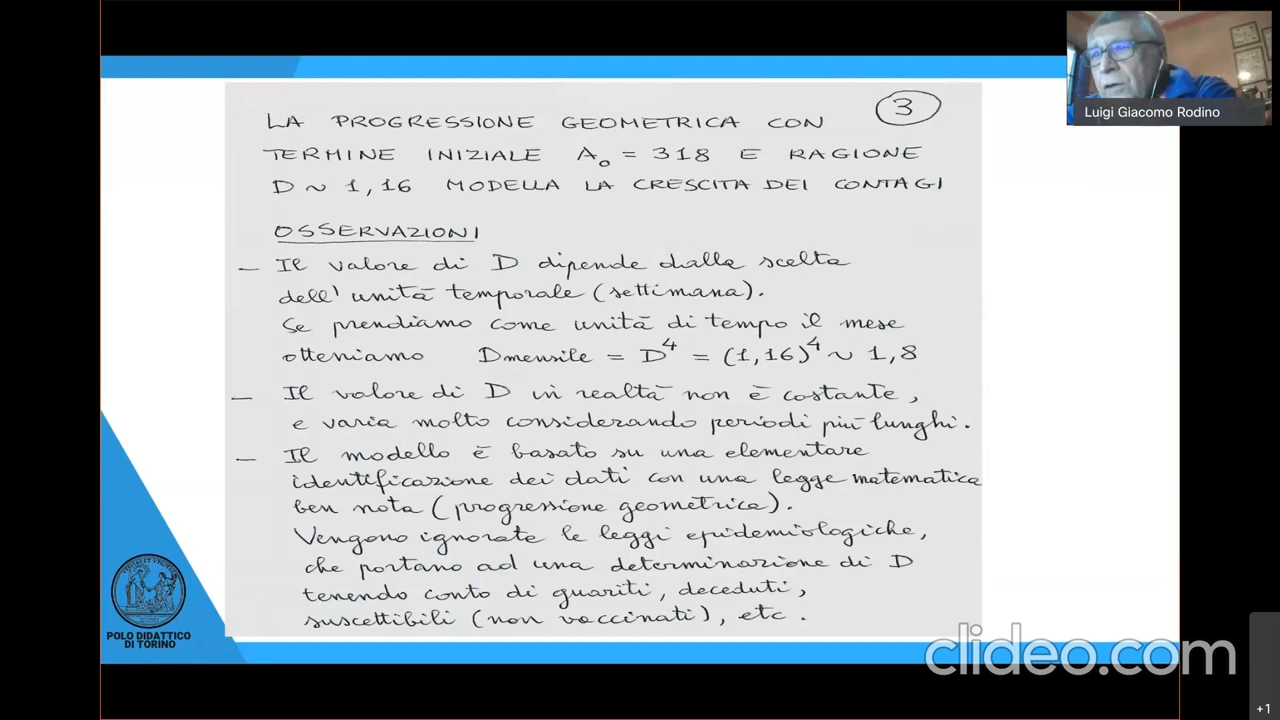 3
LA PROGRESSIONE GEOMETRICA CON
TERMINE INIZIALE A₀ = 318 E RAGIONE
D ~ 1,16 MODELLA LA CRESCITA DEI CONTAGI
OSSERVAZIONI
- Il valore di D dipende dalla scelta
dell'unità temporale (settimana).
Se prendiamo come unità di tempo il mese
otteniamo Dmensile = D⁴ = (1,16)⁴ ~ 1,8
- Il valore di D in realtà non è costante,
e varia molto considerando periodi più lunghi.
- Il modello è basato su una elementare
identificazione dei dati con una legge matematica
ben nota (progressione geometrica).
Vengono ignorate le leggi epidemiologiche,
che portano ad una determinazione di D
tenendo conto di guariti, deceduti,
suscettibili (non vaccinati), etc.
Luigi Giacomo Rodino
POLO DIDATTICO
DI TORINO
clideo.com
+1